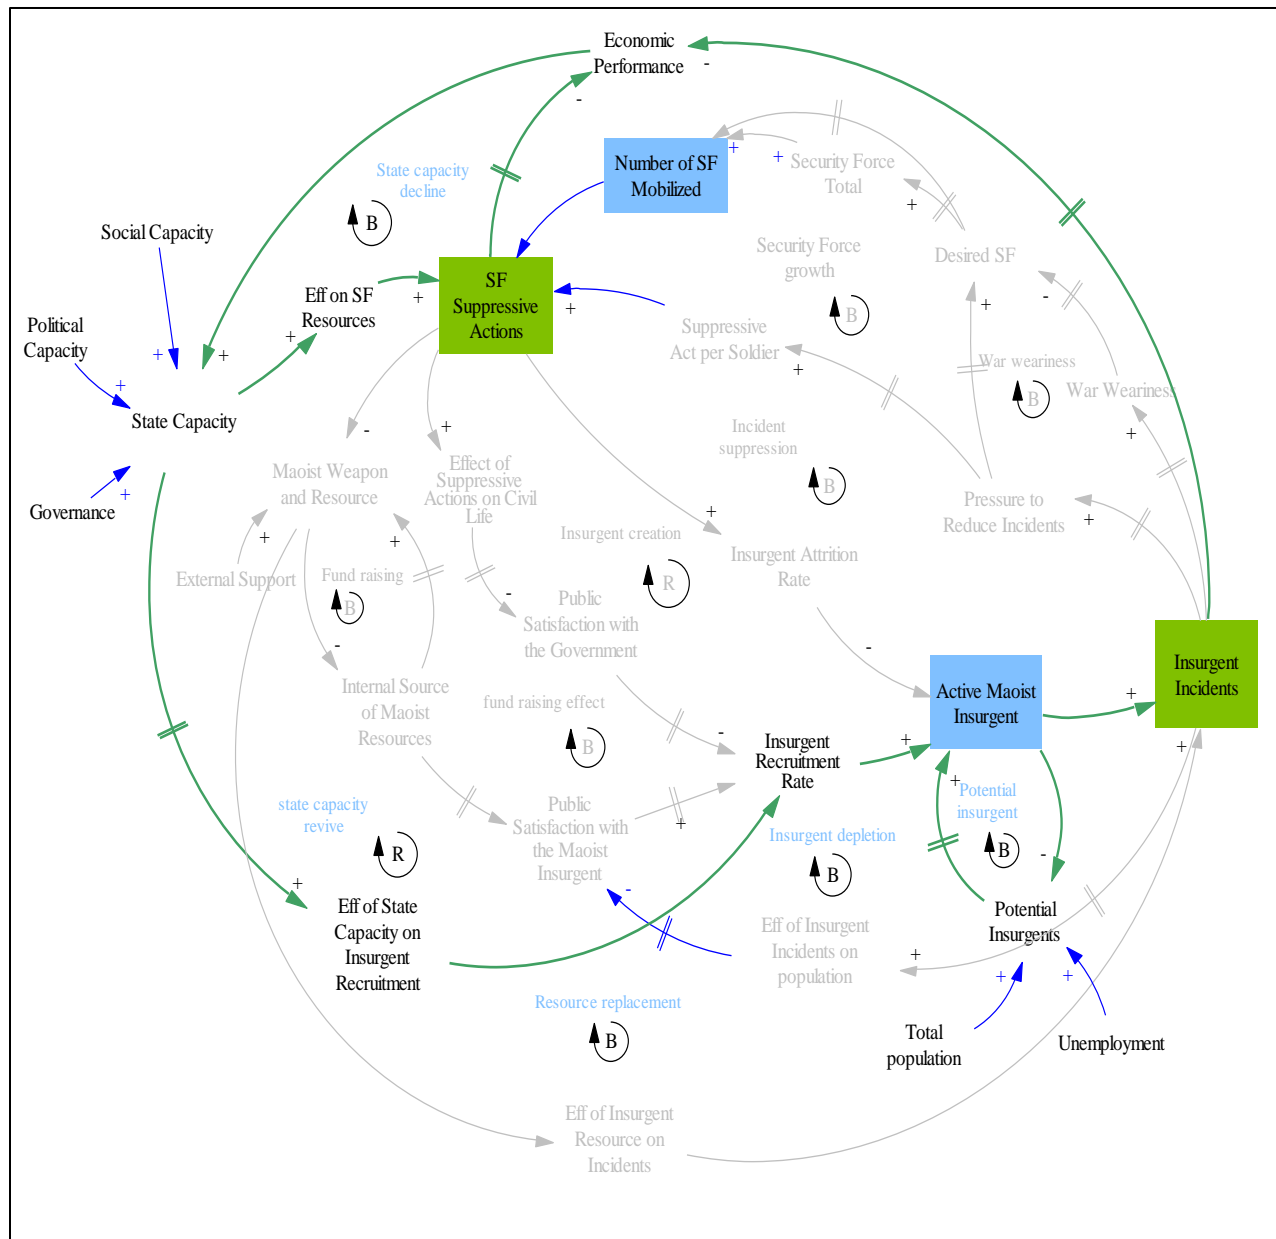 Economic
Performance
-
-
State capacity
decline
B
Number of SF
Mobilized
+
+
Security Force
Total
+
Social Capacity
Security Force
growth
B
Desired SF
-
+
Eff on SF
Resources
+
+
SF
Suppressive
Actions
+
Political
Capacity
+
+
+
State Capacity
Suppressive
Act per Soldier
+
War weariness
B
War Weariness
+
Governance
+
-
+
Maoist Weapon
and Resource
Effect of
Suppressive
Actions on Civil
Life
Incident
suppression
B
Pressure to
Reduce Incidents
+
+
+
+
External Support
Fund raising
B
Insurgent creation
R
Insurgent Attrition
Rate
-
Public
Satisfaction with
the Government
-
-
Internal Source
of Maoist
Resources
fund raising effect
B
Active Maoist
Insurgent
+
Insurgent
Incidents
+
-
+
Insurgent
Recruitment
Rate
+
Potential
insurgent
B
-
state capacity
revive
R
Public
Satisfaction with
the Maoist
Insurgent
+
-
Insurgent depletion
B
+
Eff of State
Capacity on
Insurgent
Recruitment
Eff of Insurgent
Incidents on
population
+
Potential
Insurgents
+
+
Resource replacement
B
Total
population
Unemployment
Eff of Insurgent
Resource on
Incidents